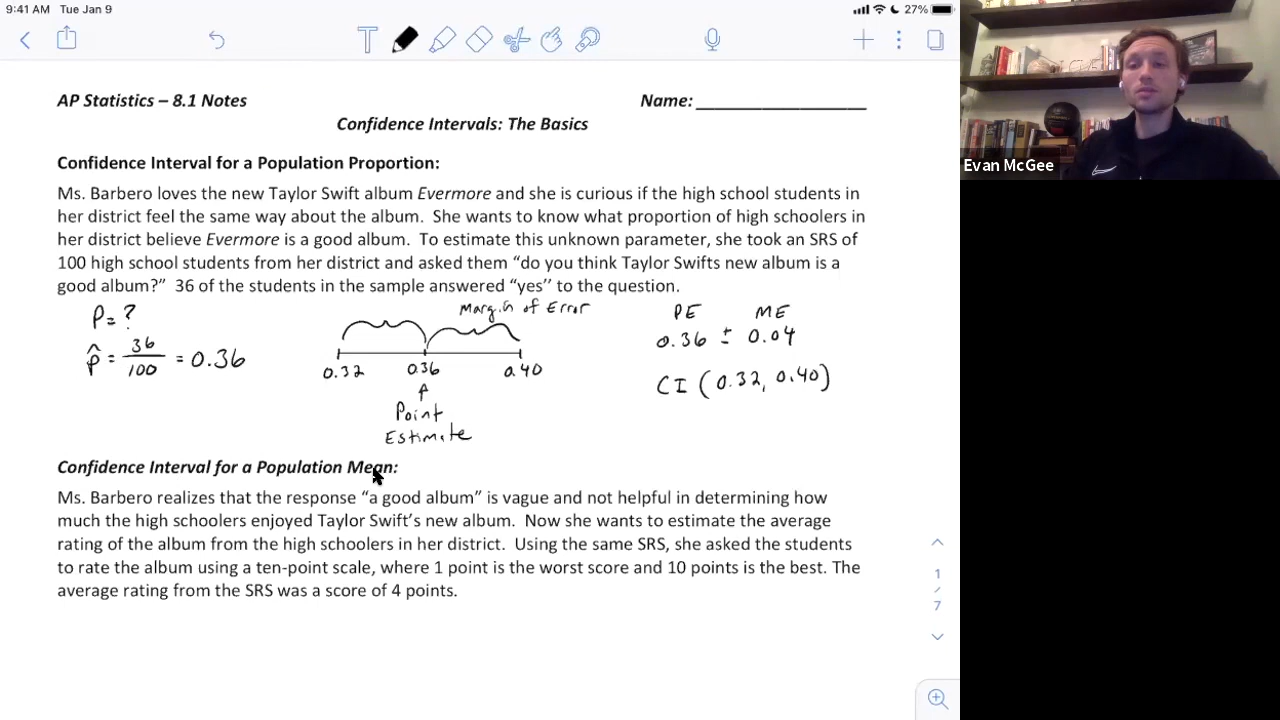 9:41 AM Tue Jan 9
27%
AP Statistics – 8.1 Notes
Name: ___________________
Confidence Intervals: The Basics
Confidence Interval for a Population Proportion:
Ms. Barbero loves the new Taylor Swift album Evermore and she is curious if the high school students in
her district feel the same way about the album. She wants to know what proportion of high schoolers in
her district believe Evermore is a good album. To estimate this unknown parameter, she took an SRS of
100 high school students from her district and asked them “do you think Taylor Swifts new album is a
good album?” 36 of the students in the sample answered “yes” to the question.
P = ?
p̂ = 36/100 = 0.36
Margin of Error
0.32 0.36 0.40
Point
Estimate
PE ME
0.36 ± 0.04
CI (0.32, 0.40)
Confidence Interval for a Population Mean:
Ms. Barbero realizes that the response “a good album” is vague and not helpful in determining how
much the high schoolers enjoyed Taylor Swift’s new album. Now she wants to estimate the average
rating of the album from the high schoolers in her district. Using the same SRS, she asked the students
to rate the album using a ten-point scale, where 1 point is the worst score and 10 points is the best. The
average rating from the SRS was a score of 4 points.
1
/
7
Evan McGee